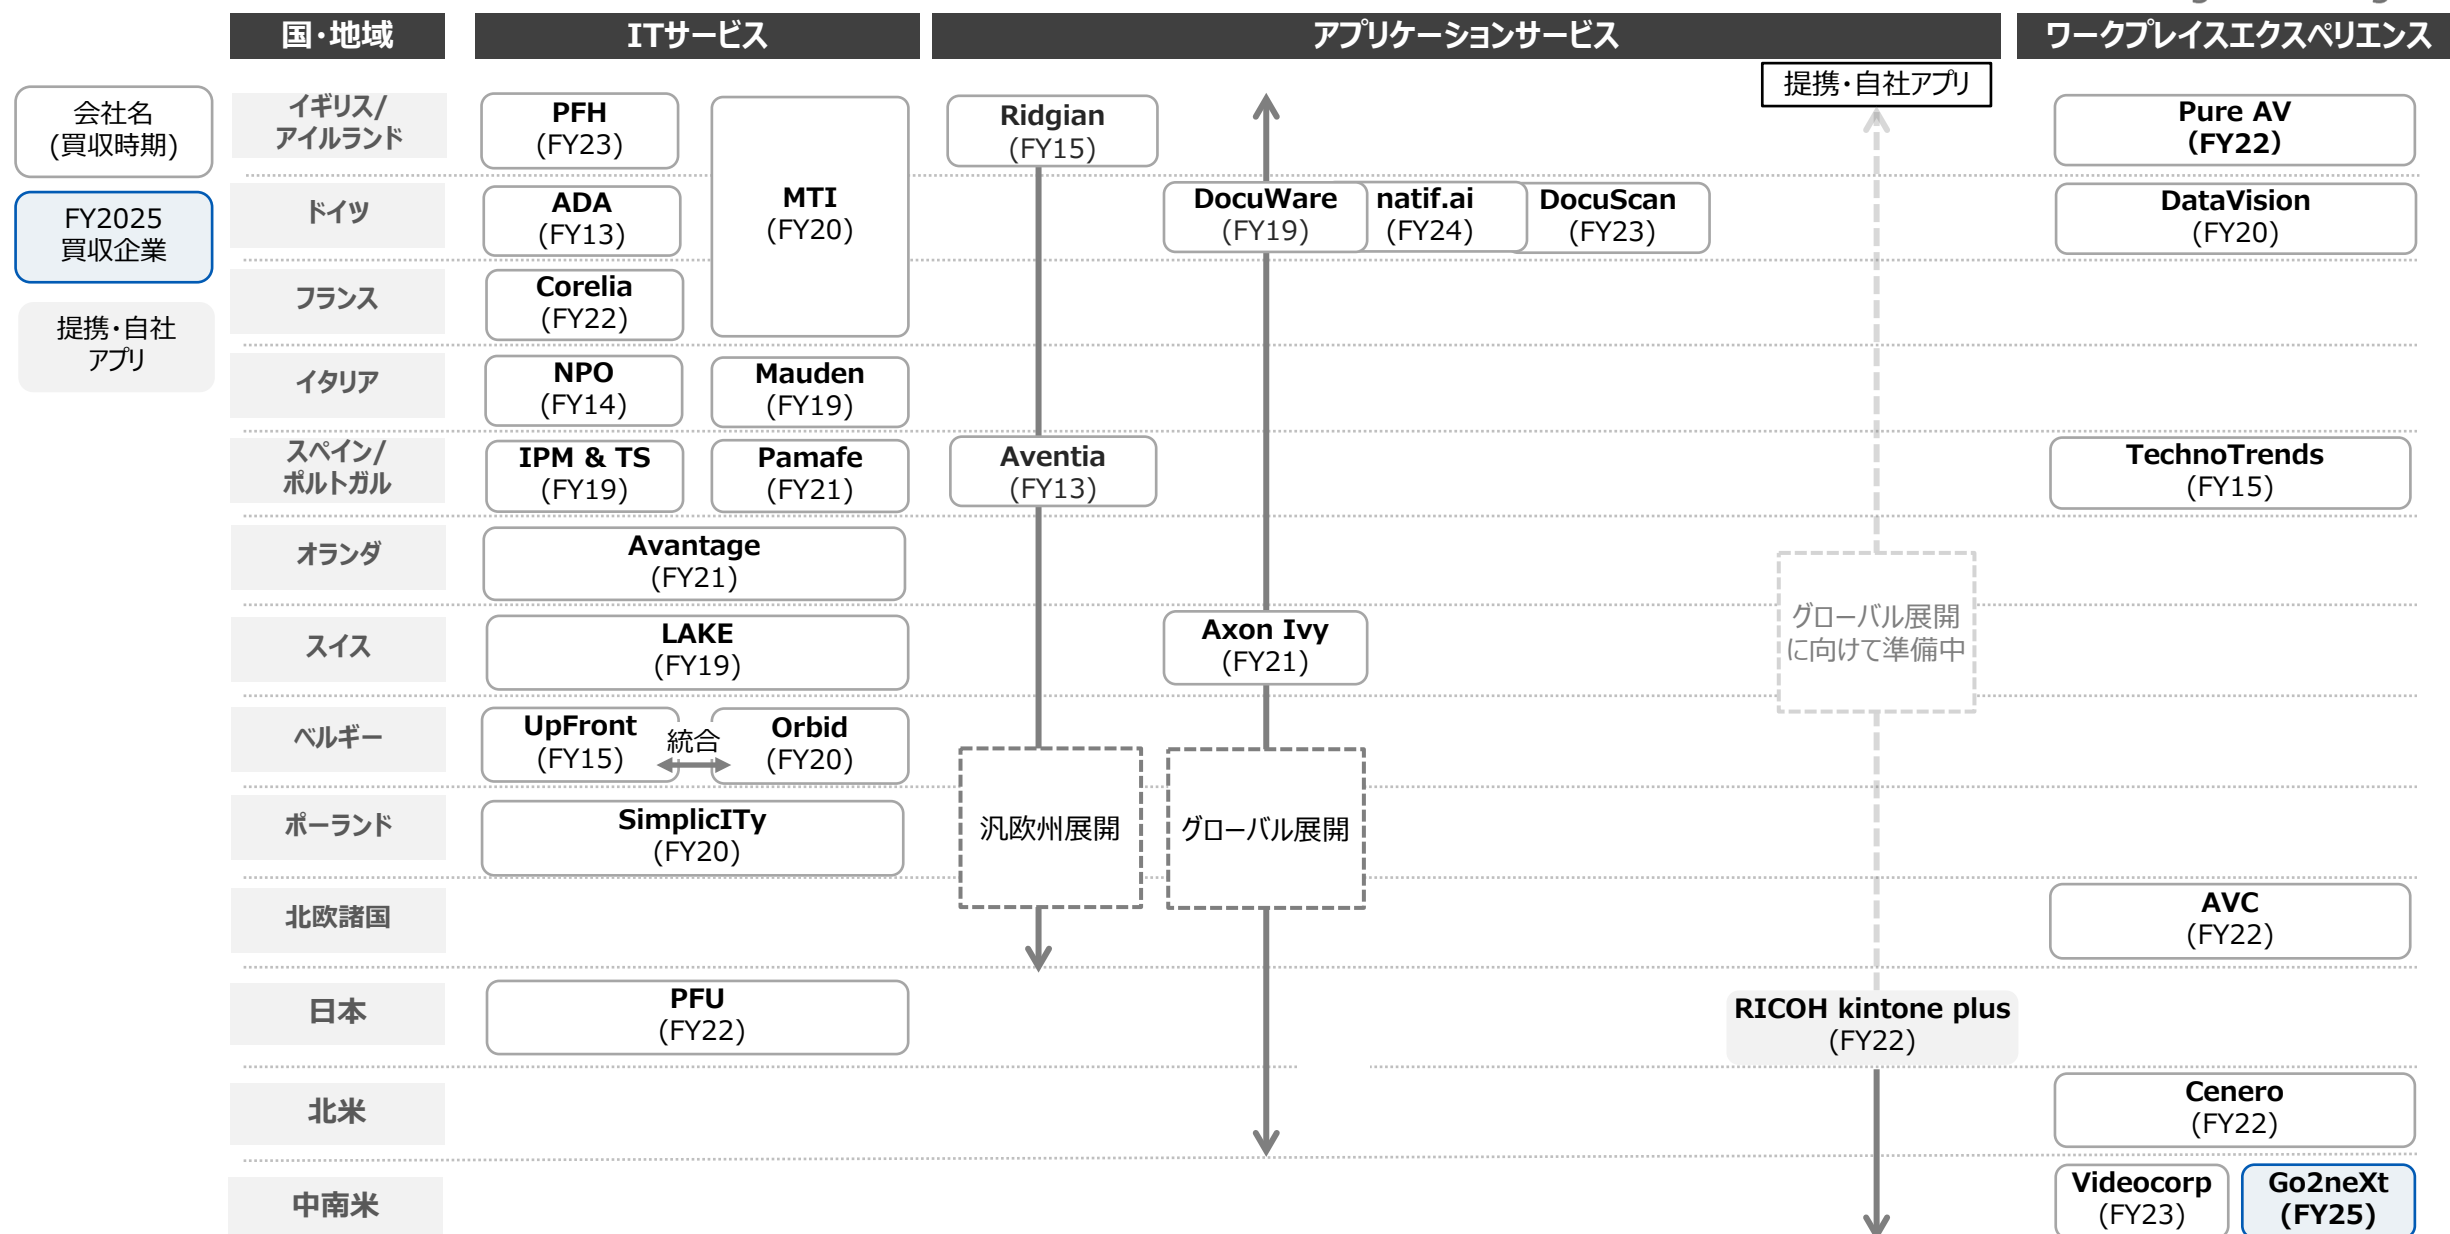 国・地域
ITサービス
アプリケーションサービス
ワークプレイスエクスペリエンス
会社名
(買収時期)
FY2025
買収企業
提携・自社
アプリ
提携・自社アプリ
イギリス/
アイルランド
PFH
(FY23)
MTI
(FY20)
Ridgian
(FY15)
Pure AV
(FY22)
ドイツ
ADA
(FY13)
DocuWare
(FY19)
natif.ai
(FY24)
DocuScan
(FY23)
DataVision
(FY20)
フランス
Corelia
(FY22)
イタリア
NPO
(FY14)
Mauden
(FY19)
スペイン/
ポルトガル
IPM & TS
(FY19)
Pamafe
(FY21)
Aventia
(FY13)
TechnoTrends
(FY15)
オランダ
Avantage
(FY21)
スイス
LAKE
(FY19)
Axon Ivy
(FY21)
グローバル展開
に向けて準備中
ベルギー
UpFront
(FY15)
統合
Orbid
(FY20)
ポーランド
SimplicITy
(FY20)
汎欧州展開
グローバル展開
北欧諸国
AVC
(FY22)
日本
PFU
(FY22)
RICOH kintone plus
(FY22)
北米
Cenero
(FY22)
中南米
Videocorp
(FY23)
Go2neXt
(FY25)